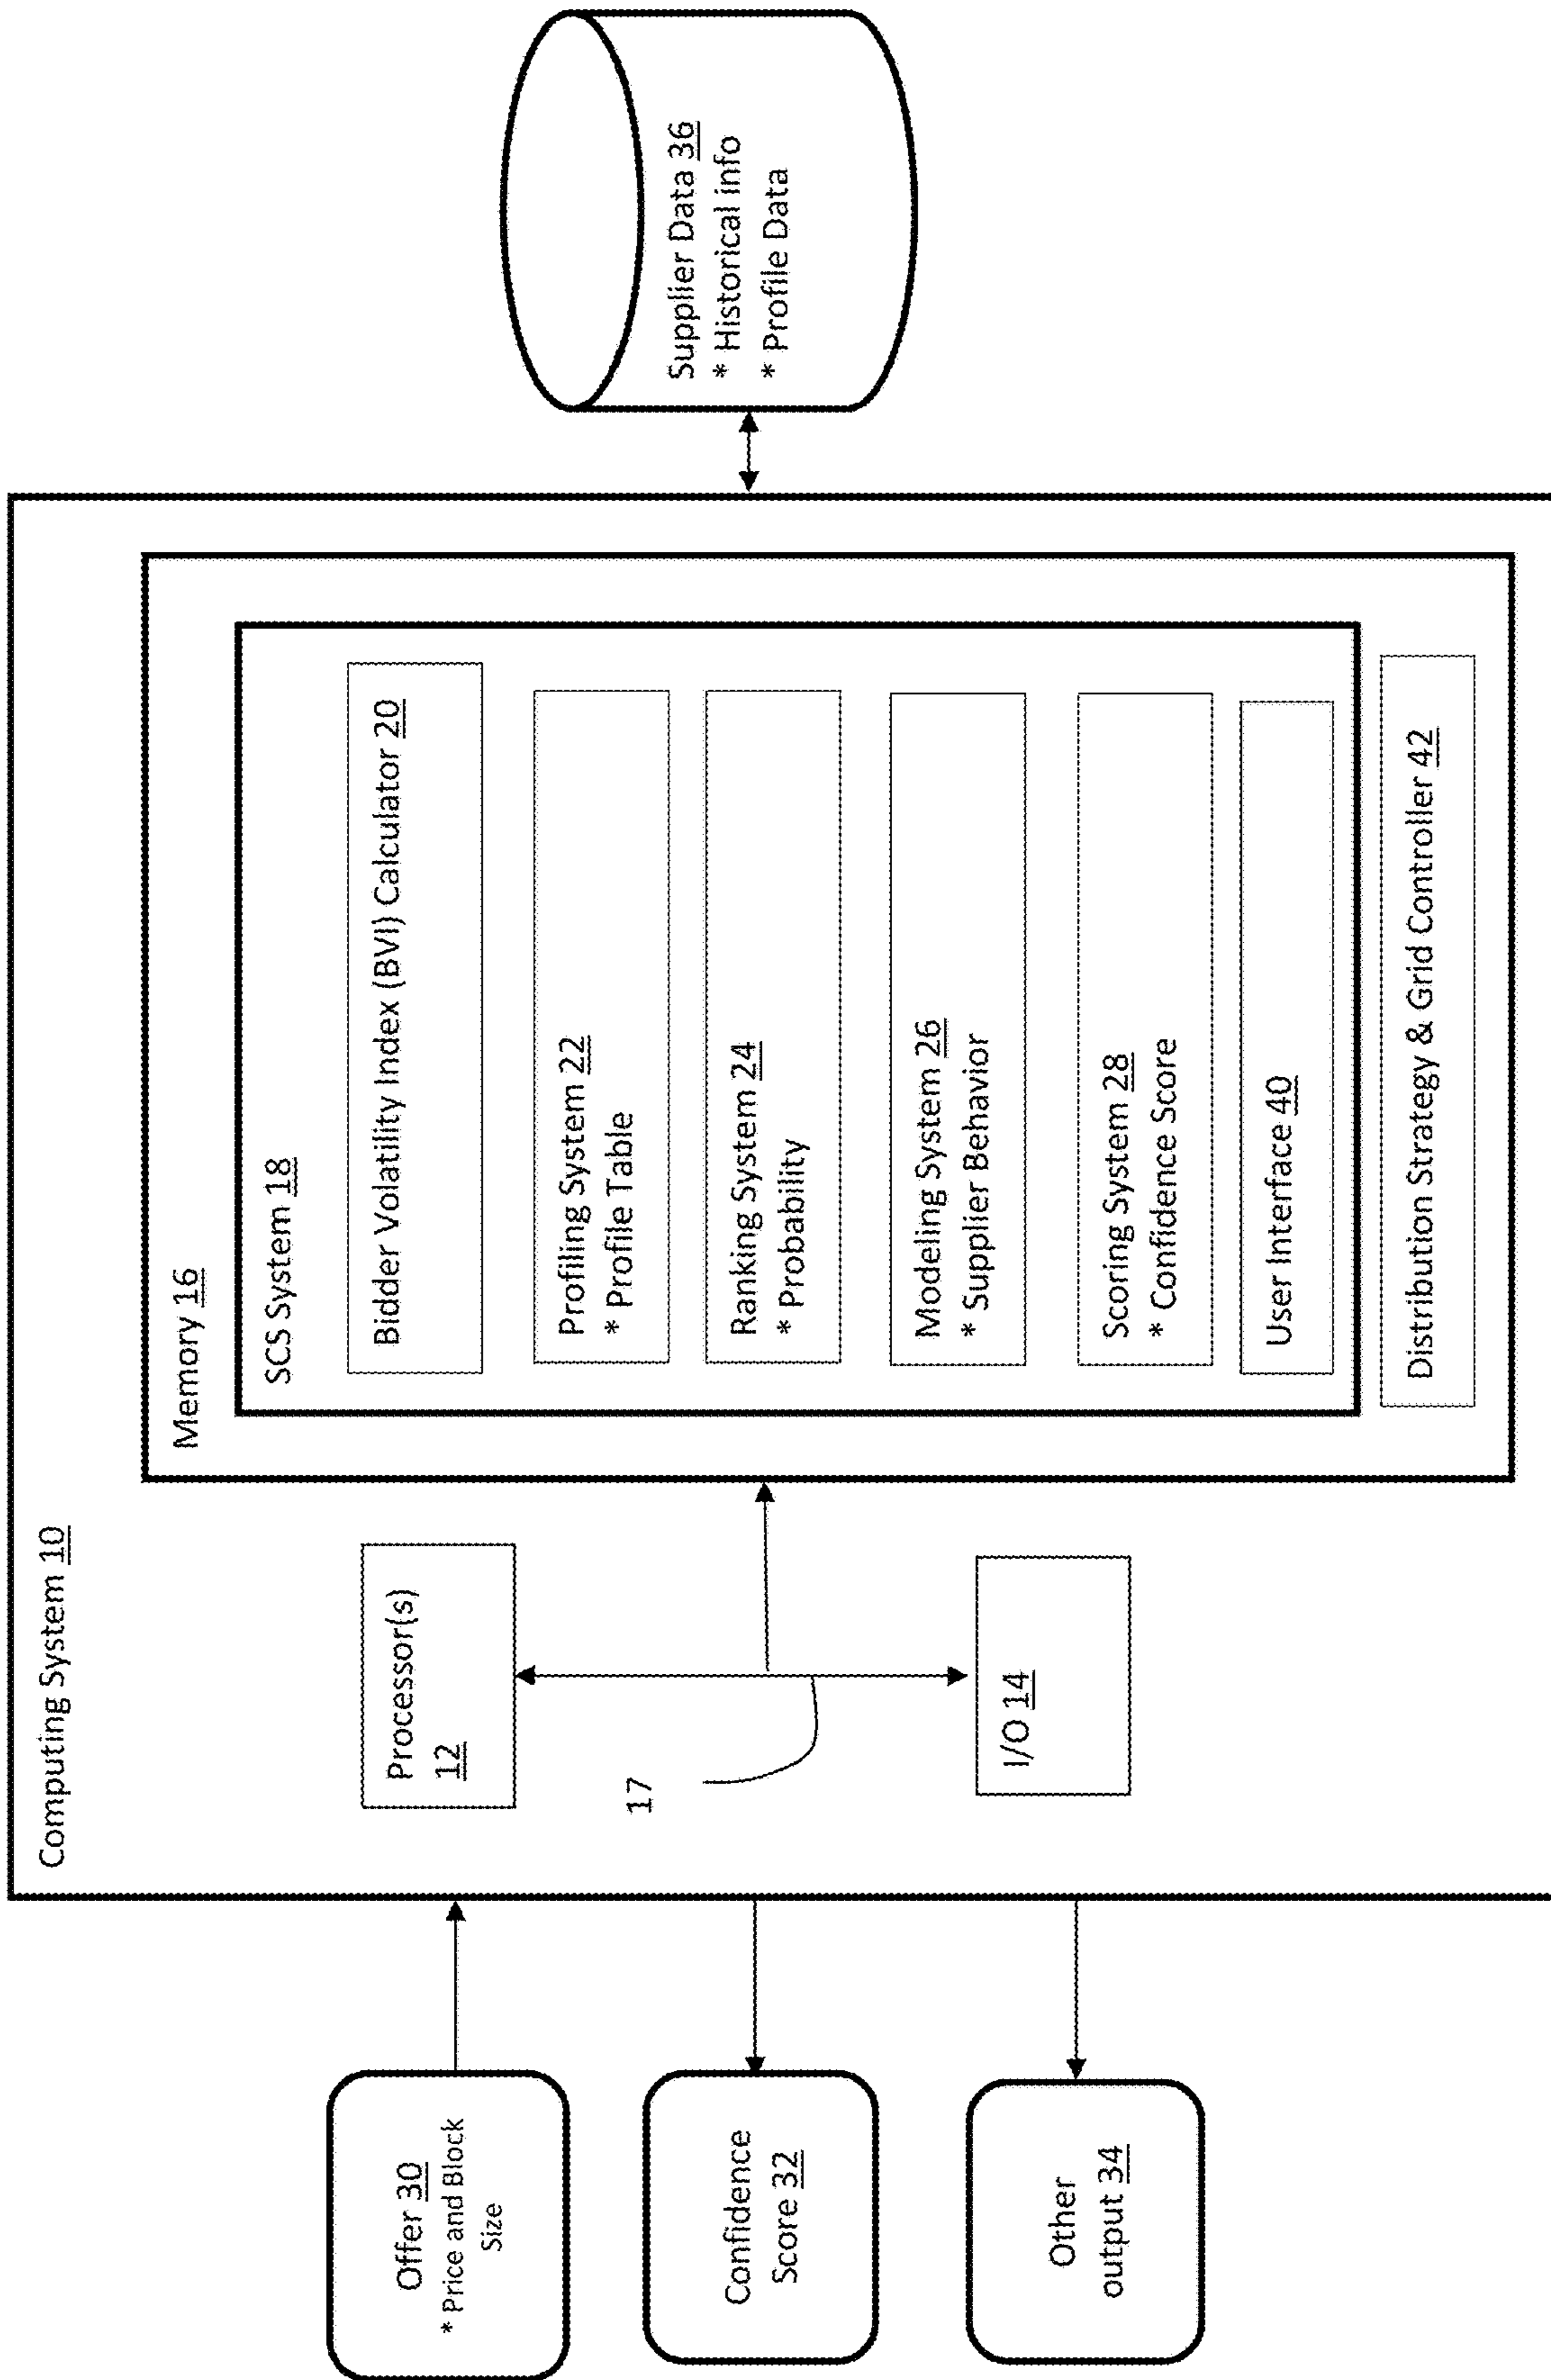 Computing System 10
Offer 30
* Price and Block
Size
Confidence
Score 32
Other
output 34
Processor(s)
12
17
I/O 14
Memory 16
SCS System 18
Bidder Volatility Index (BVI) Calculator 20
Profiling System 22
* Profile Table
Ranking System 24
* Probability
Modeling System 26
* Supplier Behavior
Scoring System 28
* Confidence Score
User Interface 40
Distribution Strategy & Grid Controller 42
Supplier Data 36
* Historical info
* Profile Data